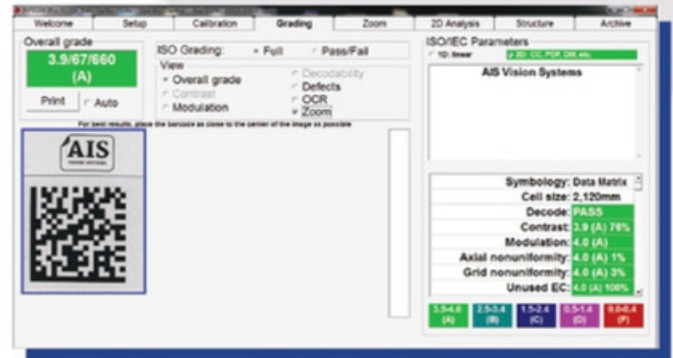 Welcome Setup Calibration Grading Zoom 2D Analysis Structure Archive
Overall grade
3.9/67/660
(A)
Print Auto
ISO Grading: Full Pass/Fail
View
Overall grade
Contrast
Modulation
Decodability
Defects
OCR
Zoom
For best results, place the barcode as close to the center of the image as possible
AIS
ISO/IEC Parameters
1D: linear 2D: CC, PDF, DM, etc.
AIS Vision Systems
Symbology: Data Matrix
Cell size: 2,120mm
Decode: PASS
Contrast: 3.9 (A) 76%
Modulation: 4.0 (A)
Axial nonuniformity: 4.0 (A) 1%
Grid nonuniformity: 4.0 (A) 3%
Unused EC: 4.0 (A) 100%
3.5-4.0 2.5-3.4 1.5-2.4 0.5-1.4 0.0-0.4
(A) (B) (C) (D) (F)